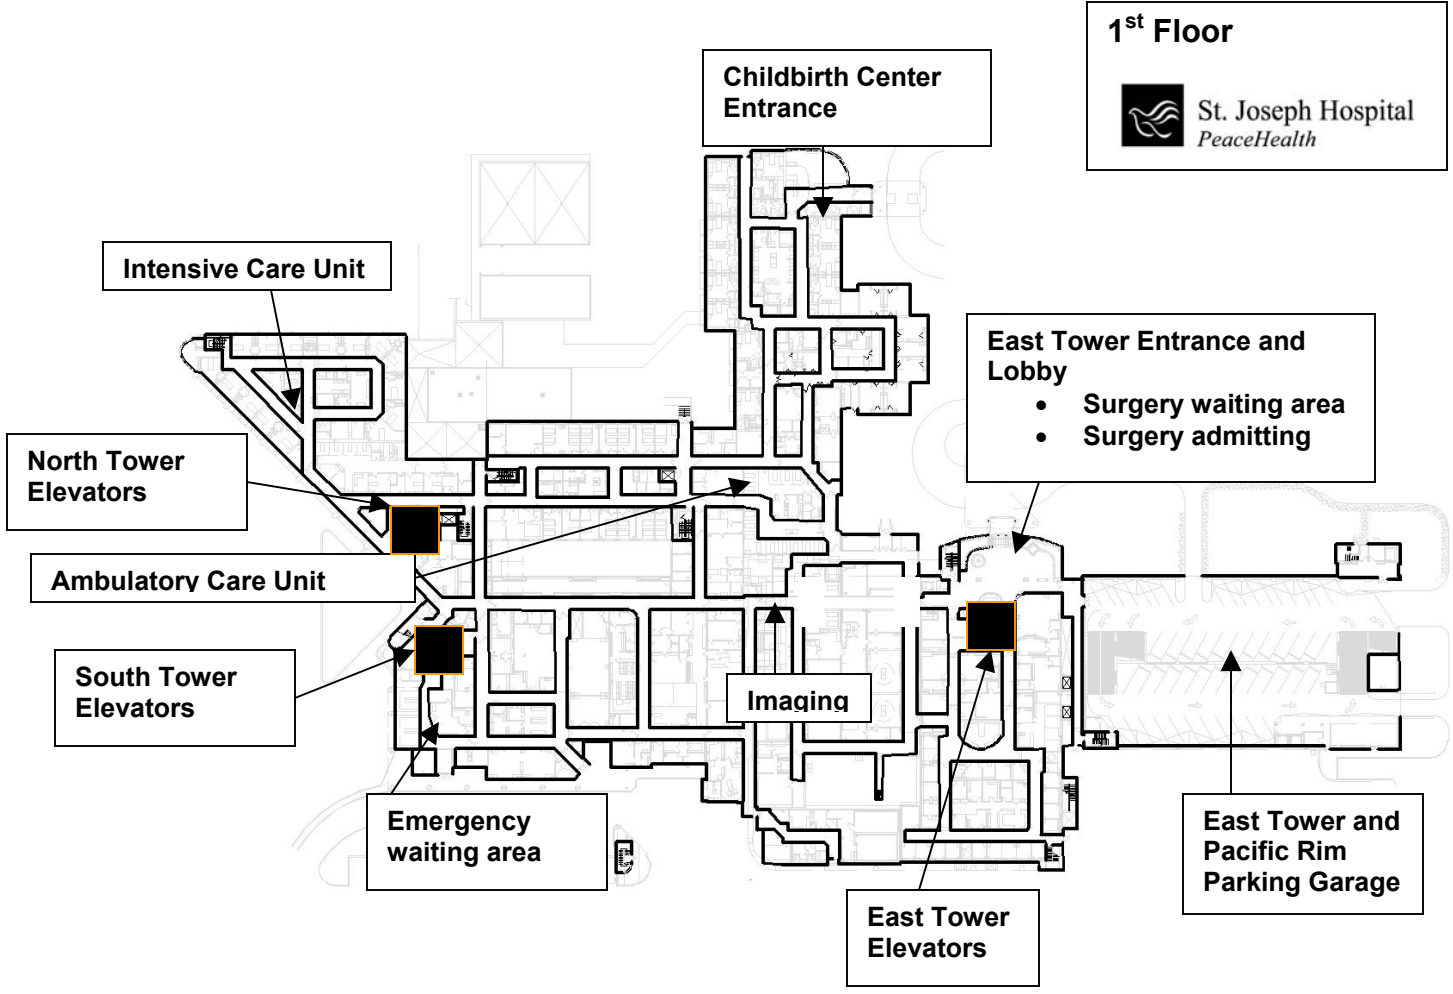 1st Floor
St. Joseph Hospital
PeaceHealth
Childbirth Center
Entrance
Intensive Care Unit
East Tower Entrance and
Lobby
• Surgery waiting area
• Surgery admitting
North Tower
Elevators
Ambulatory Care Unit
South Tower
Elevators
Imaging
Emergency
waiting area
East Tower and
Pacific Rim
Parking Garage
East Tower
Elevators